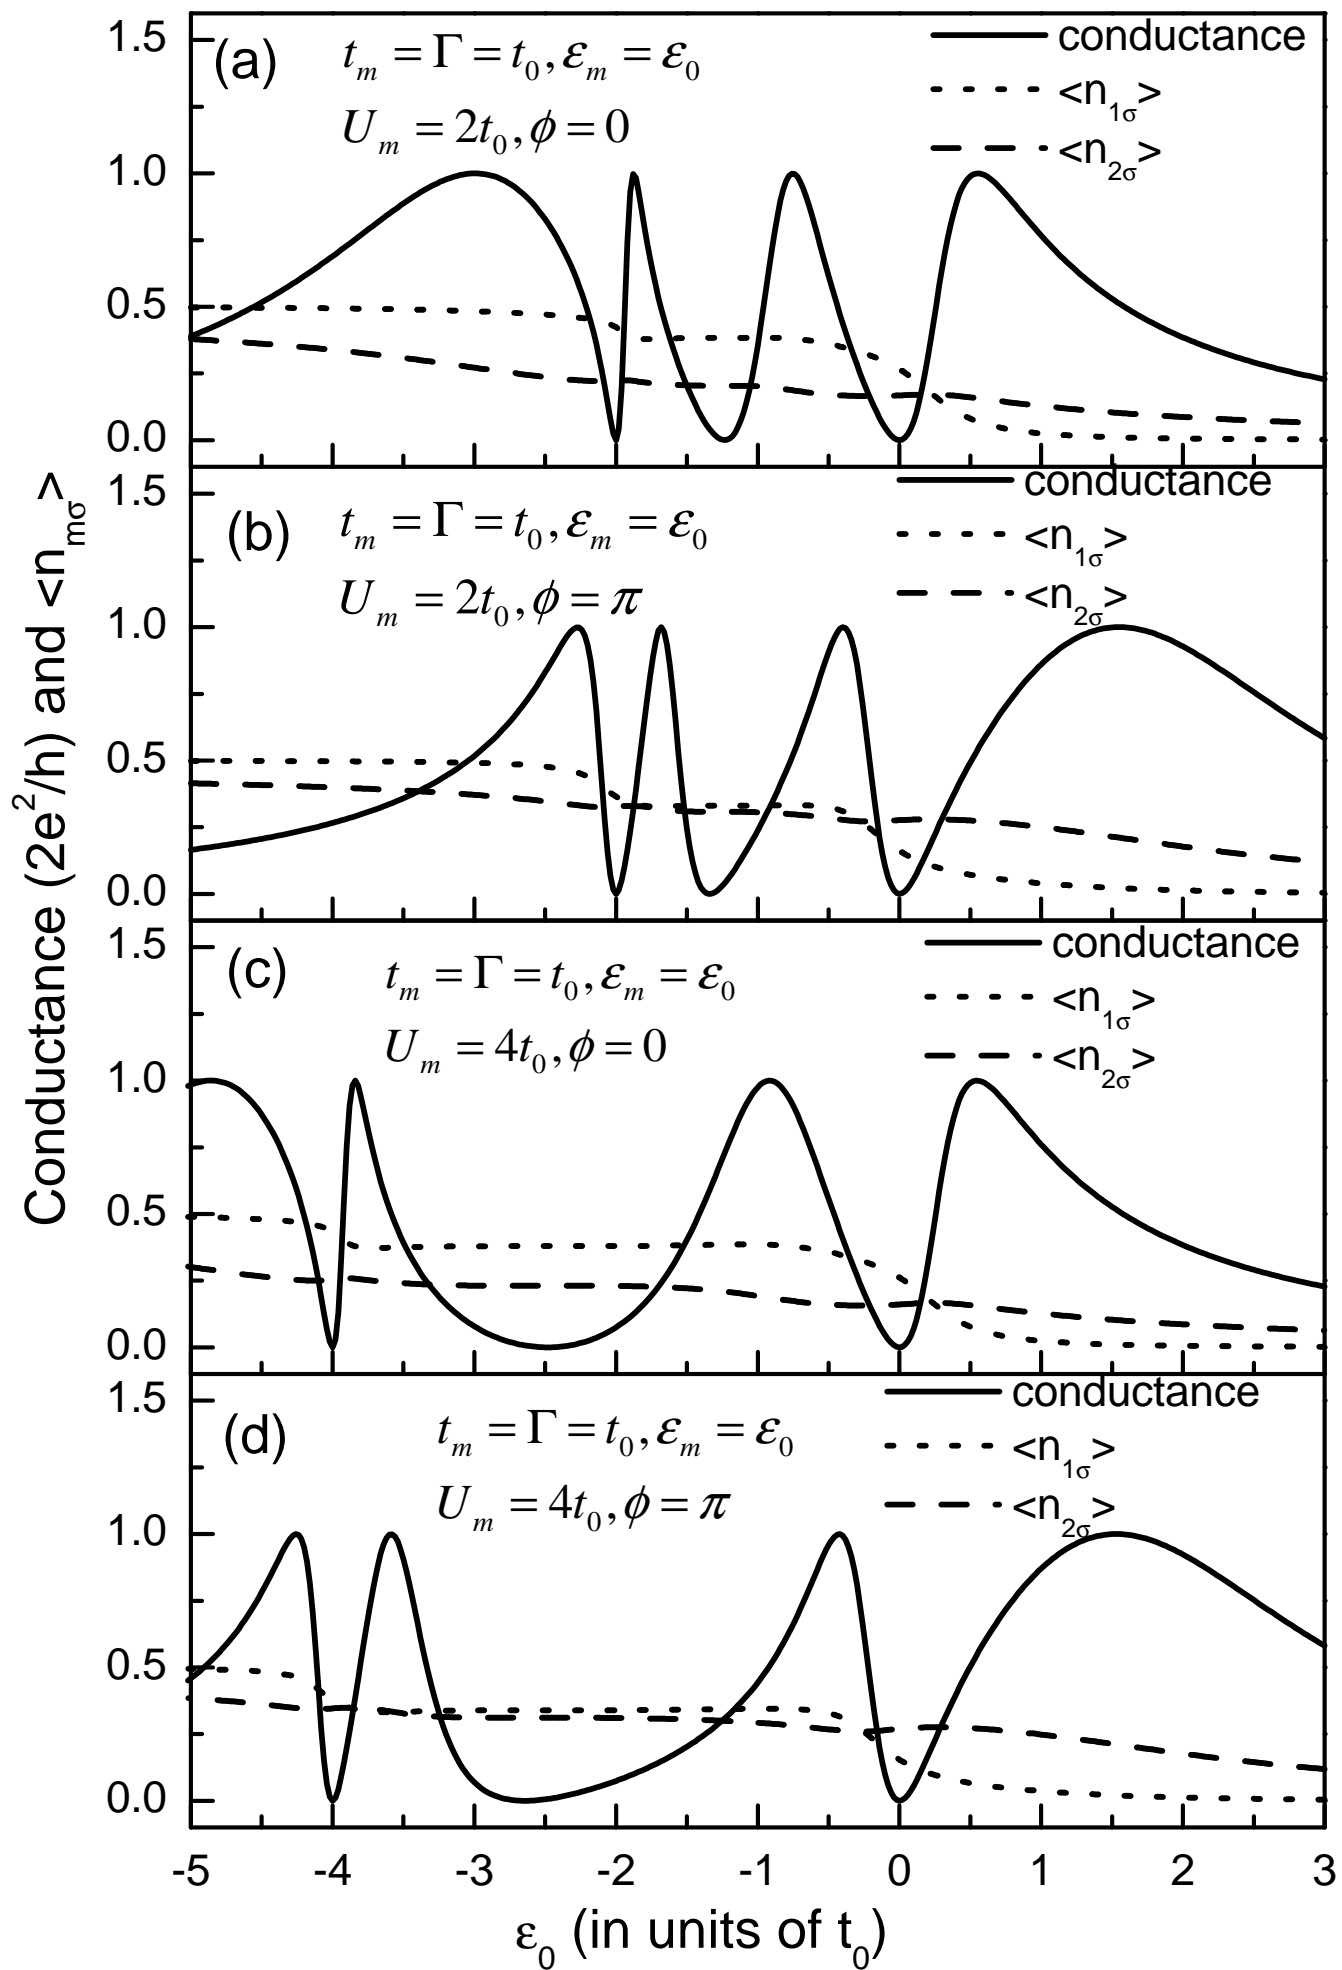 Conductance (2e²/h) and <n_mσ>
1.5
1.0
0.5
0.0
(a)
t_m = Γ = t_0, ε_m = ε_0
U_m = 2t_0, ϕ = 0
conductance
<n_1σ>
<n_2σ>
1.5
1.0
0.5
0.0
(b)
t_m = Γ = t_0, ε_m = ε_0
U_m = 2t_0, ϕ = π
conductance
<n_1σ>
<n_2σ>
1.5
1.0
0.5
0.0
(c)
t_m = Γ = t_0, ε_m = ε_0
U_m = 4t_0, ϕ = 0
conductance
<n_1σ>
<n_2σ>
1.5
1.0
0.5
0.0
(d)
t_m = Γ = t_0, ε_m = ε_0
U_m = 4t_0, ϕ = π
conductance
<n_1σ>
<n_2σ>
-5 -4 -3 -2 -1 0 1 2 3
ε_0 (in units of t_0)